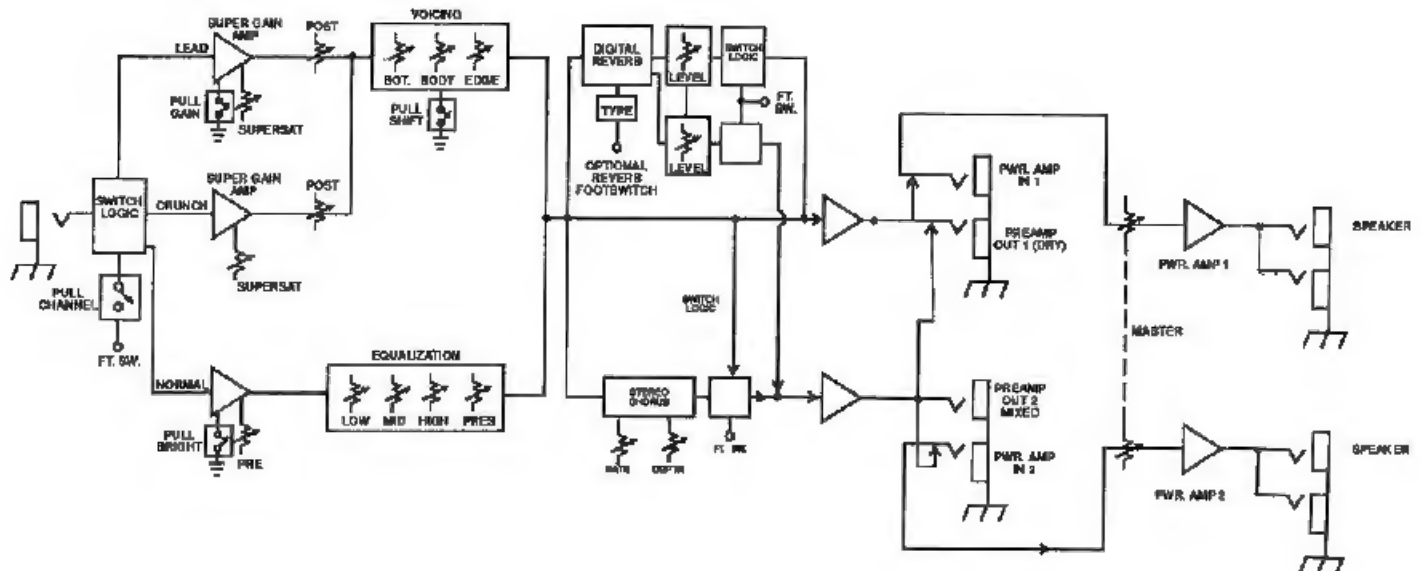 VOICING
SUPER GAIN
AMP
POST
LEAD
BOT. BODY EDGE
PULL
GAIN
SUPERSAT
PULL
SHIFT
SUPER GAIN
AMP
POST
SWITCH
LOGIC
CRUNCH
SUPERSAT
PULL
CHANNEL
FT. SW.
NORMAL
EQUALIZATION
LOW MID HIGH PRES
PULL
BRIGHT
PRE
DIGITAL
REVERB
LEVEL
SWITCH
LOGIC
TYPE
FT.
SW.
LEVEL
OPTIONAL
REVERB
FOOTSWITCH
SWITCH
LOGIC
STEREO
CHORUS
RATE
DEPTH
FT. SW.
PWR. AMP
IN 1
PREAMP
OUT 1 (DRY)
PREAMP
OUT 2
MIXED
PWR. AMP
IN 2
PWR. AMP 1
SPEAKER
MASTER
PWR. AMP 2
SPEAKER